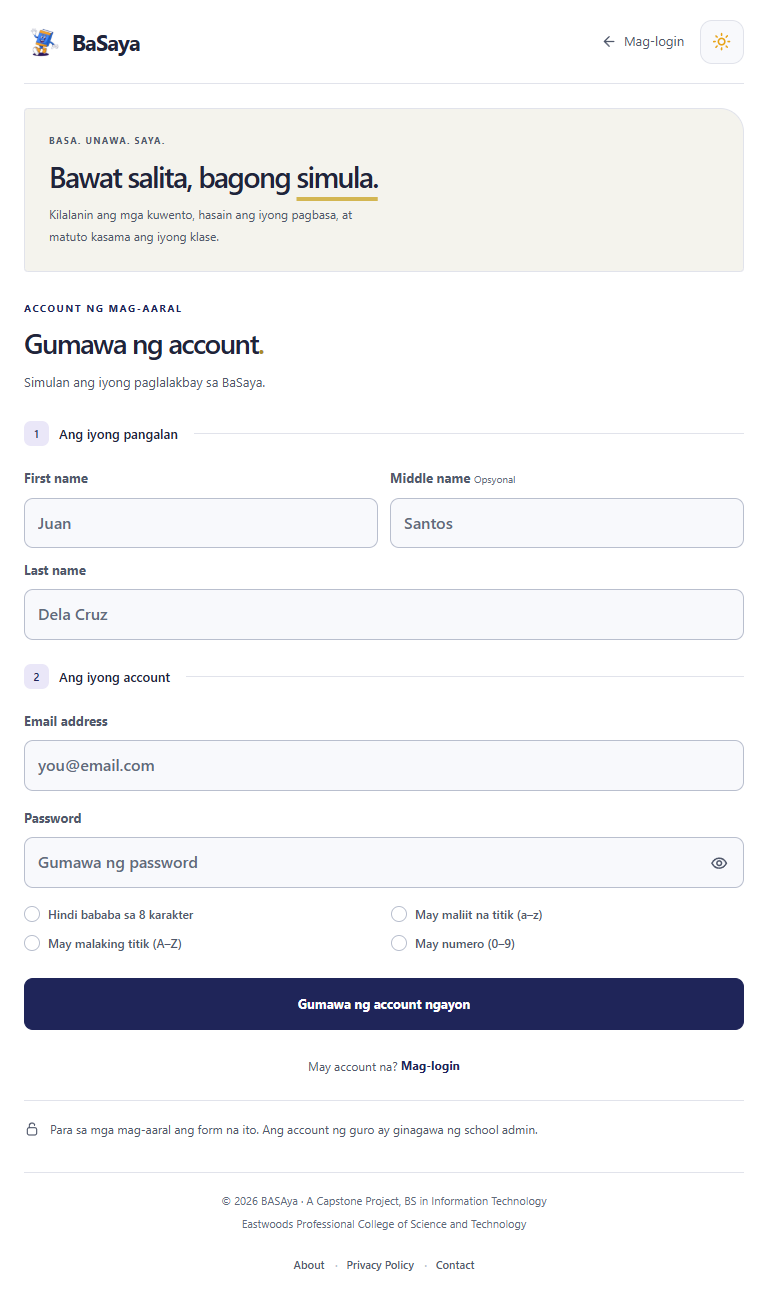 BaSaya
Mag-login
BASA. UNAWA. SAYA.
Bawat salita, bagong simula.
Kilalanin ang mga kuwento, hasain ang iyong pagbasa, at
matuto kasama ang iyong klase.
ACCOUNT NG MAG-AARAL
Gumawa ng account.
Simulan ang iyong paglalakbay sa BaSaya.
1 Ang iyong pangalan
First name
Middle name Opsyonal
Juan
Santos
Last name
Dela Cruz
2 Ang iyong account
Email address
you@email.com
Password
Gumawa ng password
Hindi bababa sa 8 karakter
May maliit na titik (a–z)
May malaking titik (A–Z)
May numero (0–9)
Gumawa ng account ngayon
May account na? Mag-login
Para sa mga mag-aaral ang form na ito. Ang account ng guro ay ginagawa ng school admin.
© 2026 BASAya · A Capstone Project, BS in Information Technology
Eastwoods Professional College of Science and Technology
About · Privacy Policy · Contact